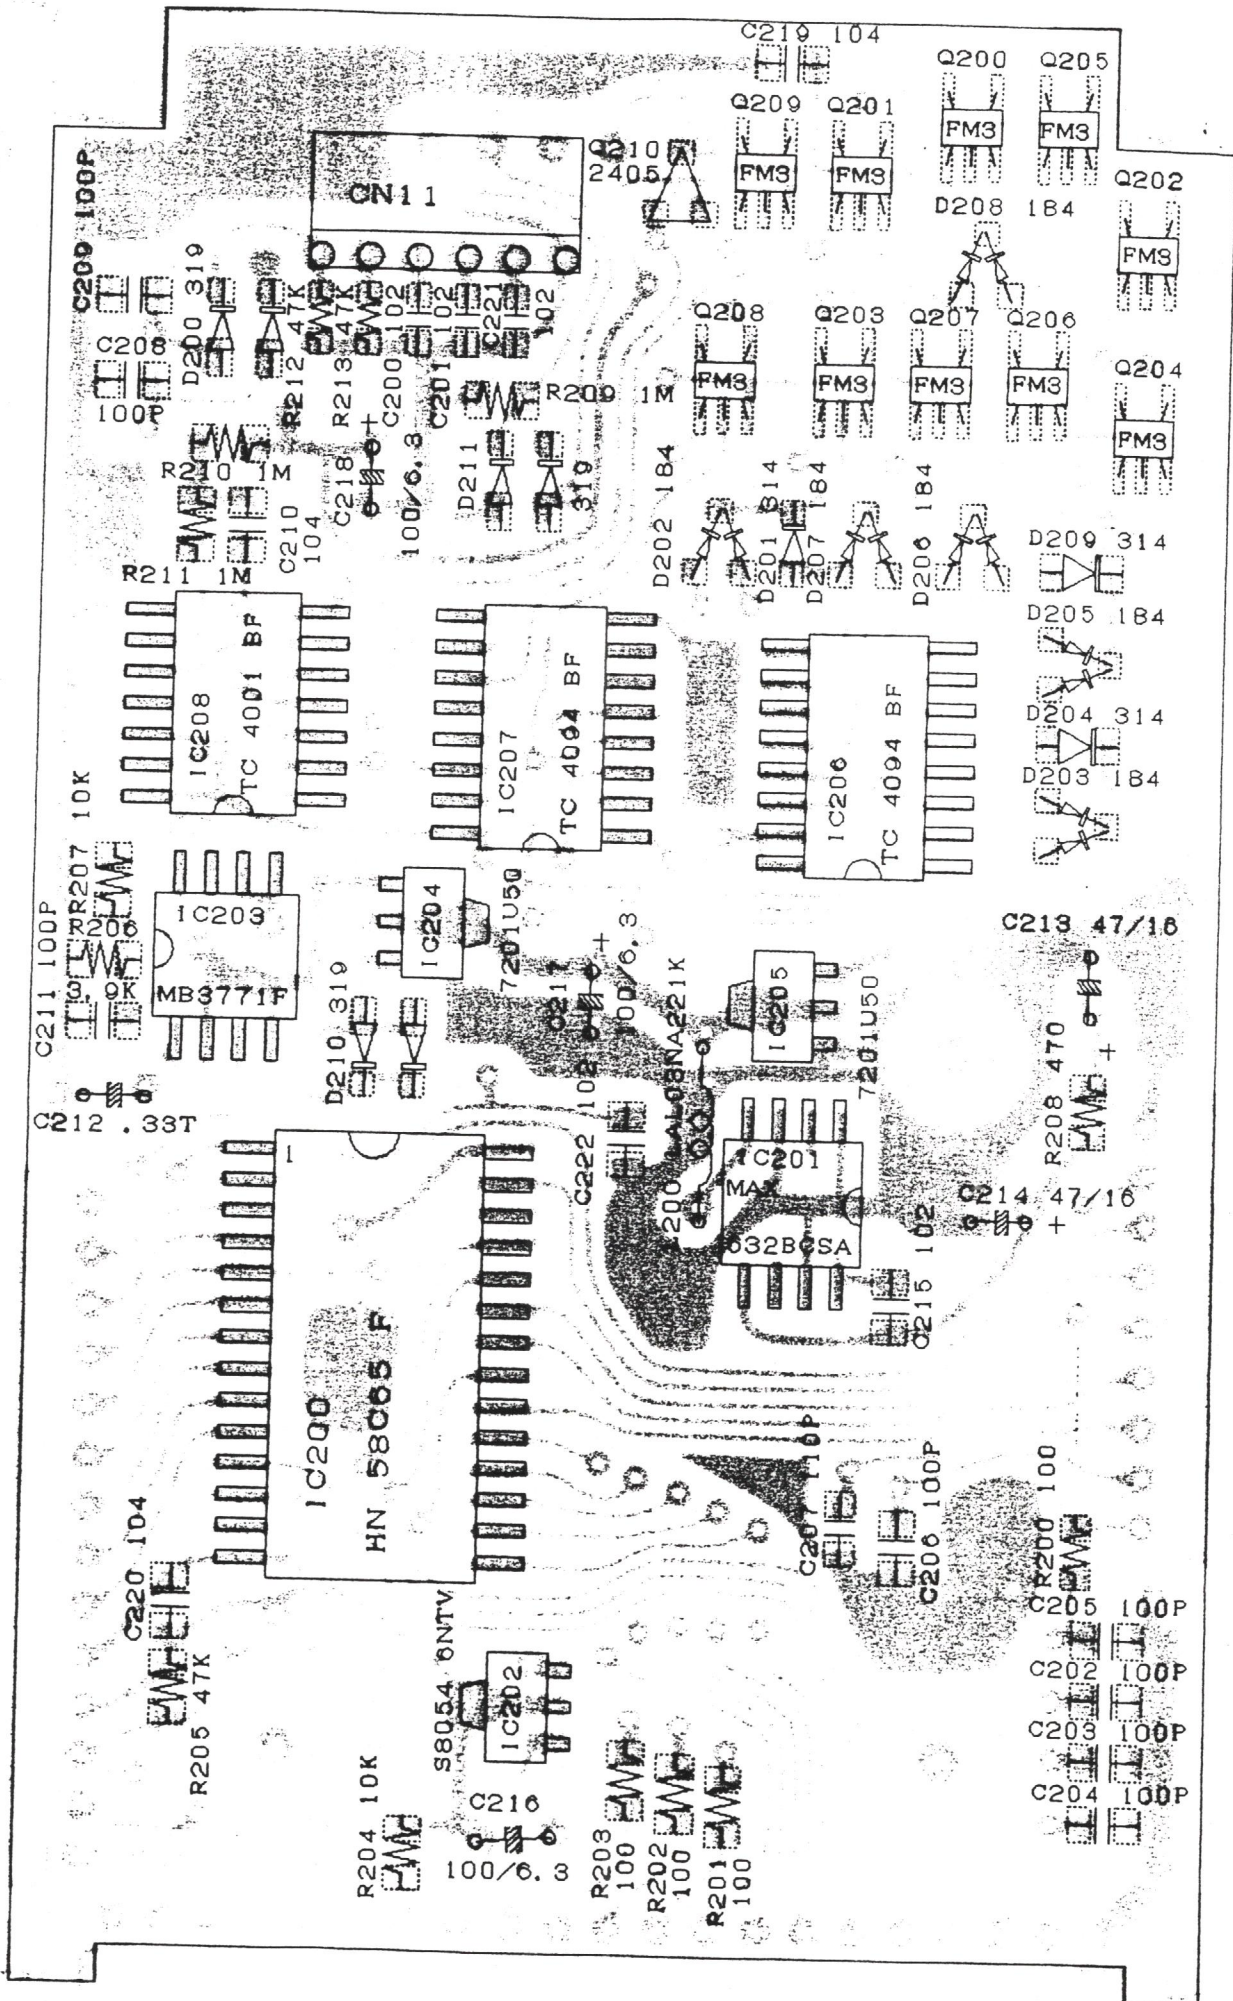 C219 104
Q200
Q205
Q209
Q201
FM3
FM3
Q210
2405
FM3
FM3
Q202
CN11
D208 1B4
FM3
C209 100P
D200 319
R212 47K
R213 47K
C200 102
C201 102
C221 102
Q208
Q203
Q207
Q206
C208
100P
FM3
FM3
FM3
FM3
Q204
R209 1M
FM3
R210 1M
C218 +
100/6.3
D211
319
C210
104
R211 1M
D202 1B4
D201 314
D207 1B4
D206 1B4
D209 314
D205 1B4
D204 314
D203 1B4
IC208
TC 4001 BF
IC207
TC 4094 BF
IC206
TC 4094 BF
R207 10K
IC203
MB3771F
R206
3.9K
C211 100P
C212 .33T
IC204
7201U50
D210 319
C217 +
100/6.3
IC205
7201U50
C213 47/16
+
R208 470
C222 102
L200 LAL03NA221K
IC201
MAX
632BCSA
C214 47/16
+
C215 102
1
IC200
HN 58C65 F
C207
C206 100P
R200 100
C220 104
R205 47K
C205 100P
C202 100P
C203 100P
C204 100P
S8054 6NTV
IC202
R204 10K
C216
100/6.3
R203
100
R202
100
R201
100